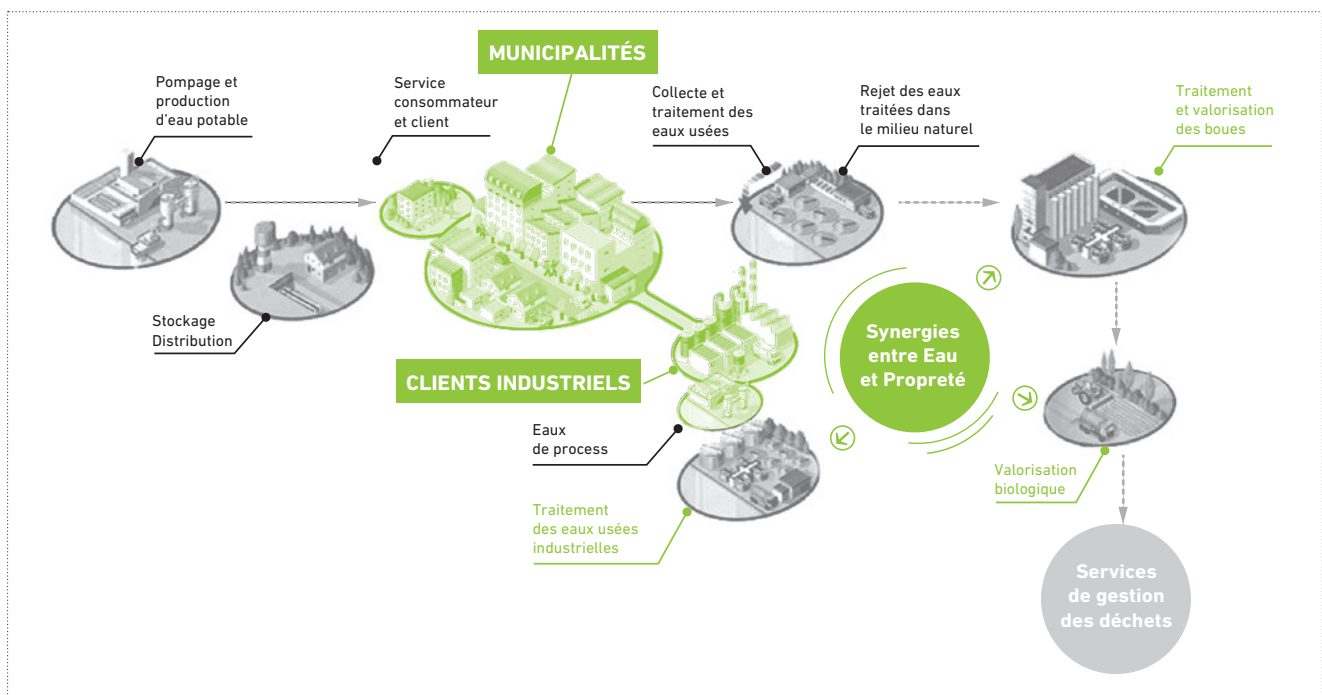 MUNICIPALITÉS
Pompage et
production
d'eau potable
Service
consommateur
et client
Collecte et
traitement des
eaux usées
Rejet des eaux
traitées dans
le milieu naturel
Traitement
et valorisation
des boues
Stockage
Distribution
Synergies
entre Eau
et Propreté
CLIENTS INDUSTRIELS
Eaux
de process
Valorisation
biologique
Traitement
des eaux usées
industrielles
Services
de gestion
des déchets